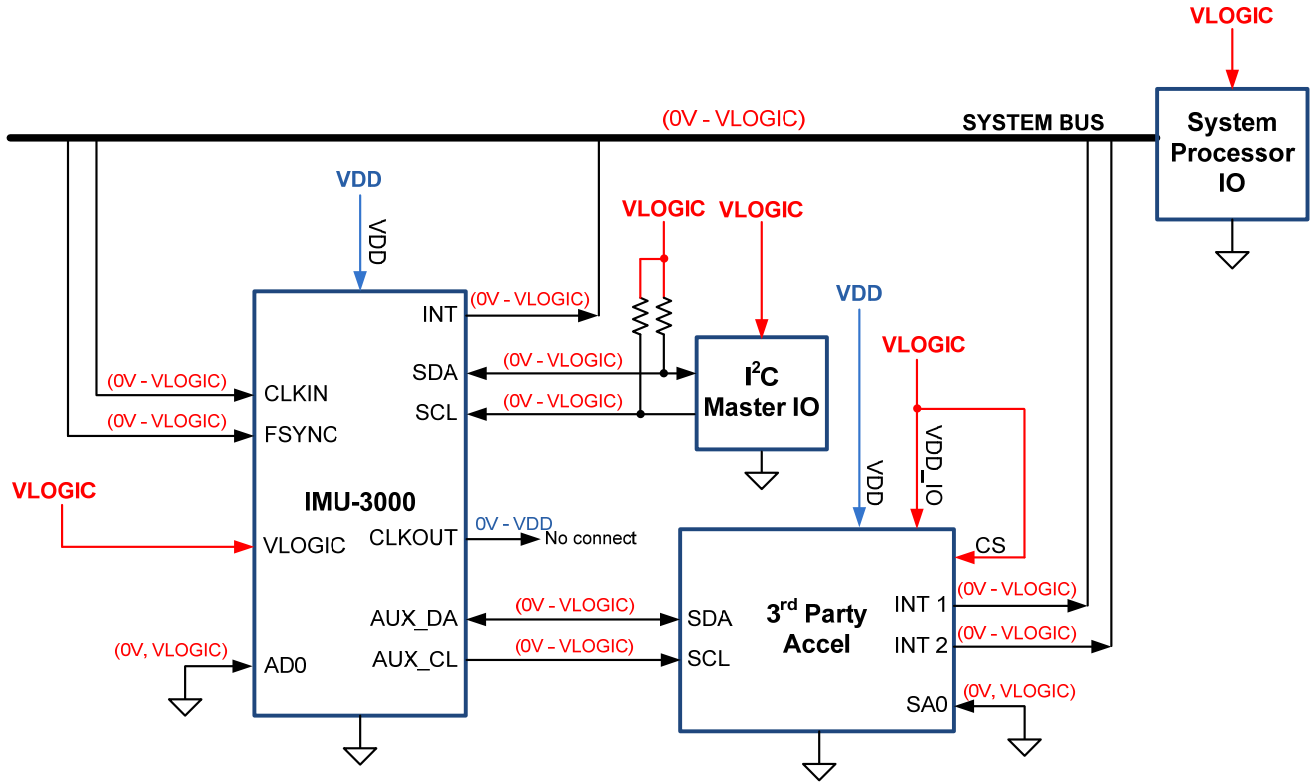 VLOGIC
(0V - VLOGIC)
SYSTEM BUS
System
Processor
IO
VDD
VDD
VLOGIC
VLOGIC
INT
(0V - VLOGIC)
SDA
(0V - VLOGIC)
SCL
(0V - VLOGIC)
I²C
Master IO
(0V - VLOGIC)
CLKIN
(0V - VLOGIC)
FSYNC
VDD
VDD
VLOGIC
VDD_IO
CS
VLOGIC
IMU-3000
VLOGIC
CLKOUT
0V - VDD
No connect
AUX_DA
(0V - VLOGIC)
SDA
AUX_CL
(0V - VLOGIC)
SCL
3rd Party
Accel
INT 1
(0V - VLOGIC)
INT 2
(0V - VLOGIC)
(0V, VLOGIC)
AD0
SA0
(0V, VLOGIC)